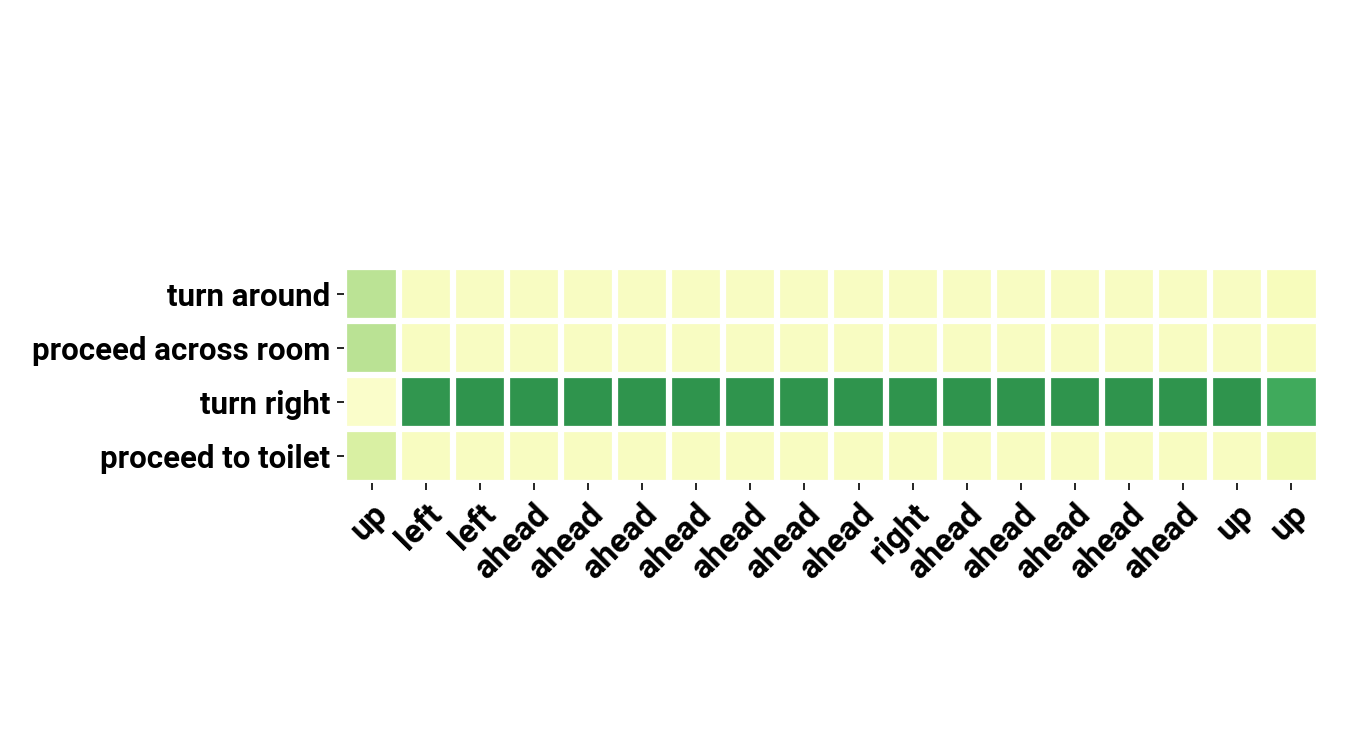 turn around
proceed across room
turn right
proceed to toilet
up
left
left
ahead
ahead
ahead
ahead
ahead
ahead
ahead
right
ahead
ahead
ahead
ahead
ahead
up
up